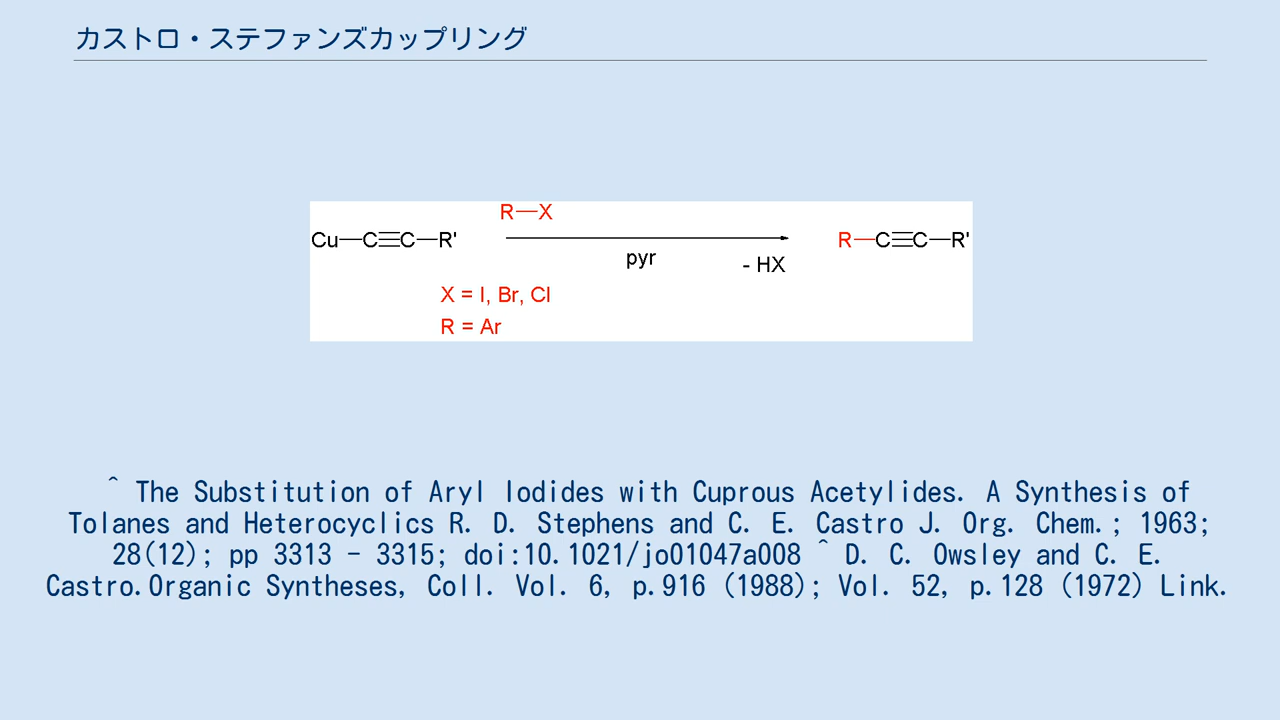 カストロ・ステファンズカップリング
R—X
Cu—C≡C—R'
R—C≡C—R'
pyr
- HX
X = I, Br, Cl
R = Ar
^ The Substitution of Aryl Iodides with Cuprous Acetylides. A Synthesis of
Tolanes and Heterocyclics R. D. Stephens and C. E. Castro J. Org. Chem.; 1963;
28(12); pp 3313 - 3315; doi:10.1021/jo01047a008 ^ D. C. Owsley and C. E.
Castro.Organic Syntheses, Coll. Vol. 6, p.916 (1988); Vol. 52, p.128 (1972) Link.